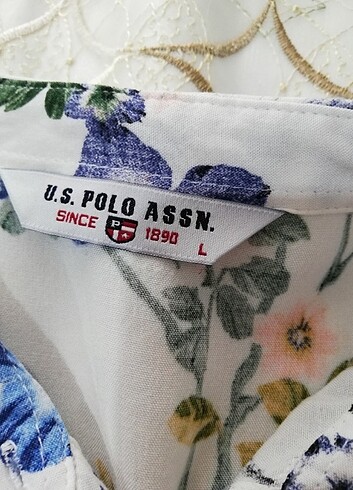 U.S. POLO ASSN.
SINCE P 1890 L